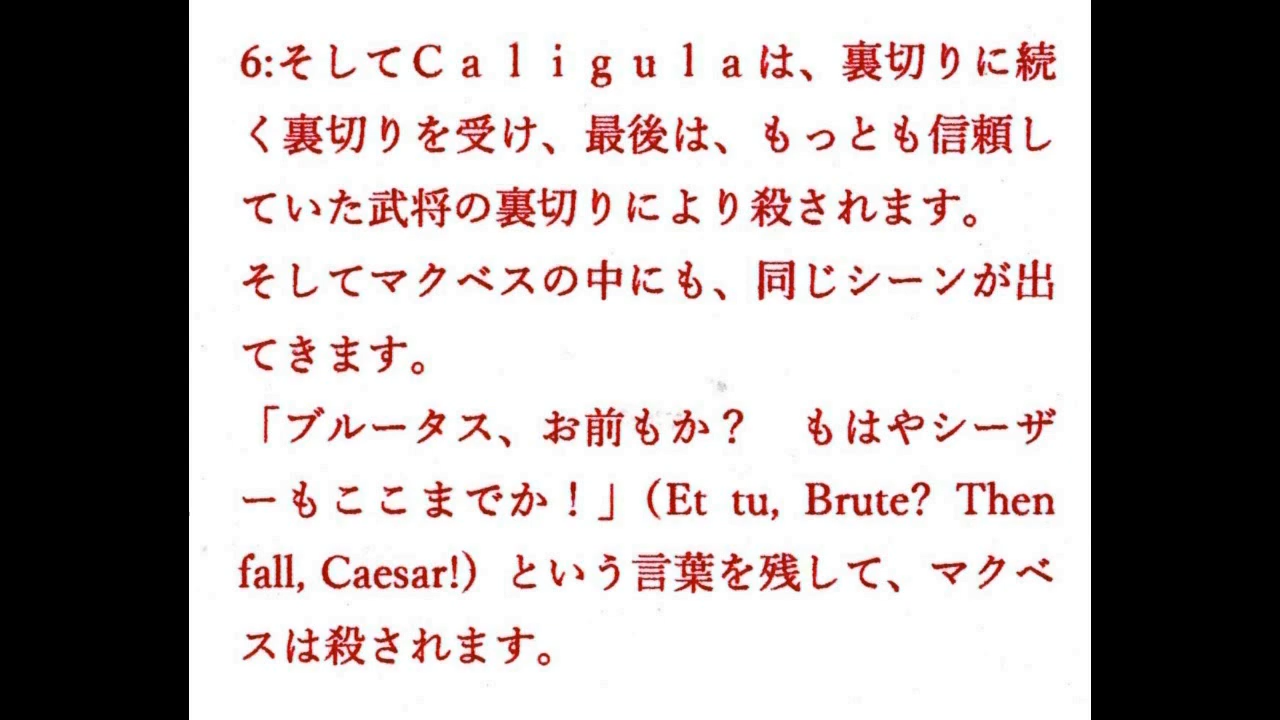 6:そしてＣａｌｉｇｕｌａは、裏切りに続
く裏切りを受け、最後は、もっとも信頼し
ていた武将の裏切りにより殺されます。
そしてマクベスの中にも、同じシーンが出
てきます。
「ブルータス、お前もか？　もはやシーザ
ーもここまでか！」（Et tu, Brute? Then
fall, Caesar!）という言葉を残して、マクベ
スは殺されます。